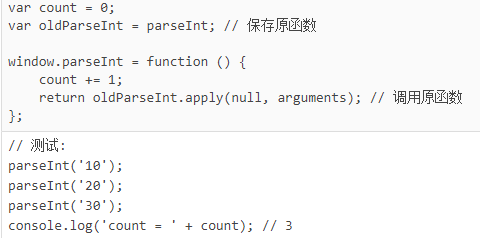 var count = 0;
var oldParseInt = parseInt; // 保存原函数
window.parseInt = function () {
    count += 1;
    return oldParseInt.apply(null, arguments); // 调用原函数
};
// 测试:
parseInt('10');
parseInt('20');
parseInt('30');
console.log('count = ' + count); // 3